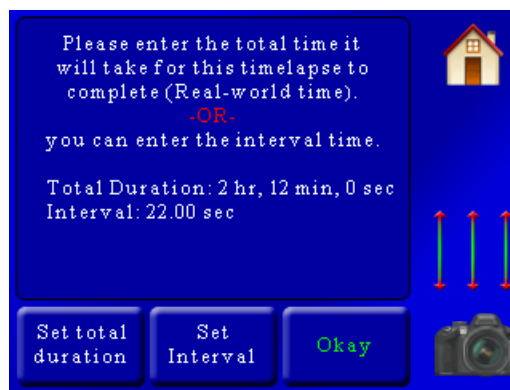 Please enter the total time it
will take for this timelapse to
complete (Real-world time).
-OR-
you can enter the interval time.
Total Duration: 2 hr, 12 min, 0 sec
Interval: 22.00 sec
Set total
duration
Set
Interval
Okay